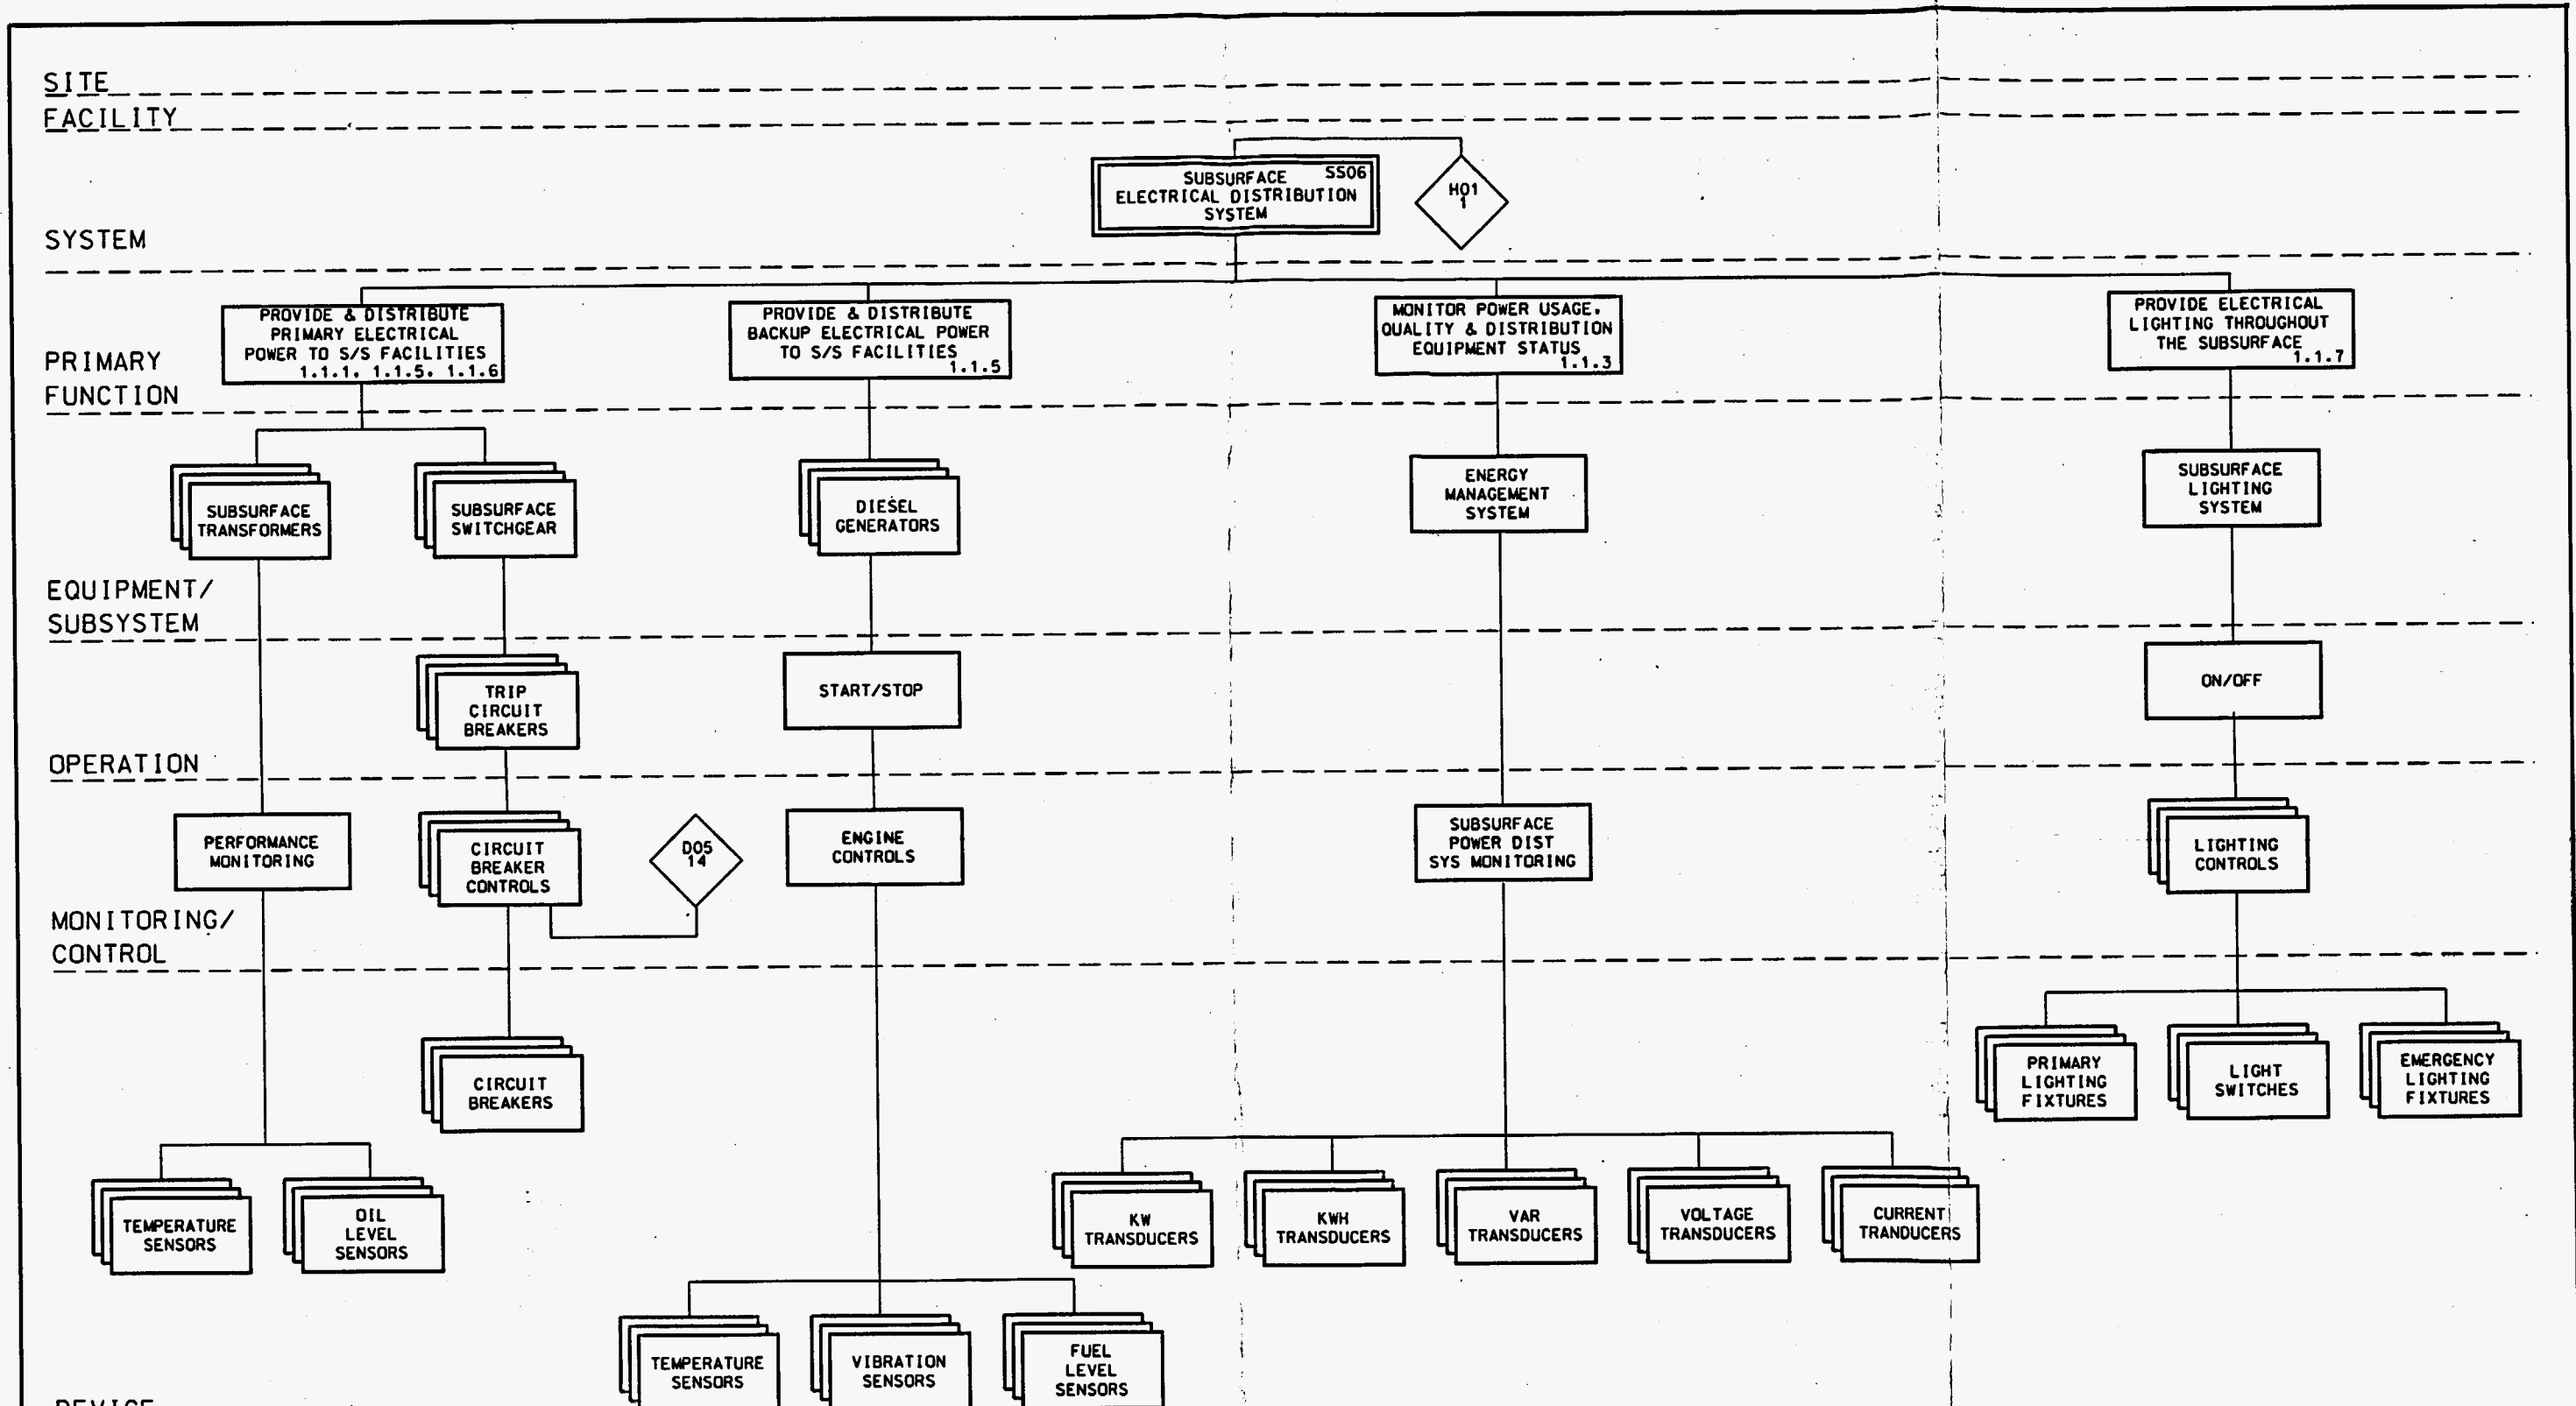 SITE
FACILITY
SUBSURFACE SS06
ELECTRICAL DISTRIBUTION
SYSTEM
H01
1
SYSTEM
PROVIDE & DISTRIBUTE
PRIMARY ELECTRICAL
POWER TO S/S FACILITIES
1.1.1, 1.1.5, 1.1.6
PROVIDE & DISTRIBUTE
BACKUP ELECTRICAL POWER
TO S/S FACILITIES
1.1.5
MONITOR POWER USAGE,
QUALITY & DISTRIBUTION
EQUIPMENT STATUS
1.1.3
PROVIDE ELECTRICAL
LIGHTING THROUGHOUT
THE SUBSURFACE
1.1.7
PRIMARY
FUNCTION
SUBSURFACE
TRANSFORMERS
SUBSURFACE
SWITCHGEAR
DIESEL
GENERATORS
ENERGY
MANAGEMENT
SYSTEM
SUBSURFACE
LIGHTING
SYSTEM
EQUIPMENT/
SUBSYSTEM
TRIP
CIRCUIT
BREAKERS
START/STOP
ON/OFF
OPERATION
PERFORMANCE
MONITORING
CIRCUIT
BREAKER
CONTROLS
D05
14
ENGINE
CONTROLS
SUBSURFACE
POWER DIST
SYS MONITORING
LIGHTING
CONTROLS
MONITORING/
CONTROL
CIRCUIT
BREAKERS
PRIMARY
LIGHTING
FIXTURES
LIGHT
SWITCHES
EMERGENCY
LIGHTING
FIXTURES
TEMPERATURE
SENSORS
OIL
LEVEL
SENSORS
KW
TRANSDUCERS
KWH
TRANSDUCERS
VAR
TRANSDUCERS
VOLTAGE
TRANSDUCERS
CURRENT
TRANDUCERS
TEMPERATURE
SENSORS
VIBRATION
SENSORS
FUEL
LEVEL
SENSORS
DEVICE